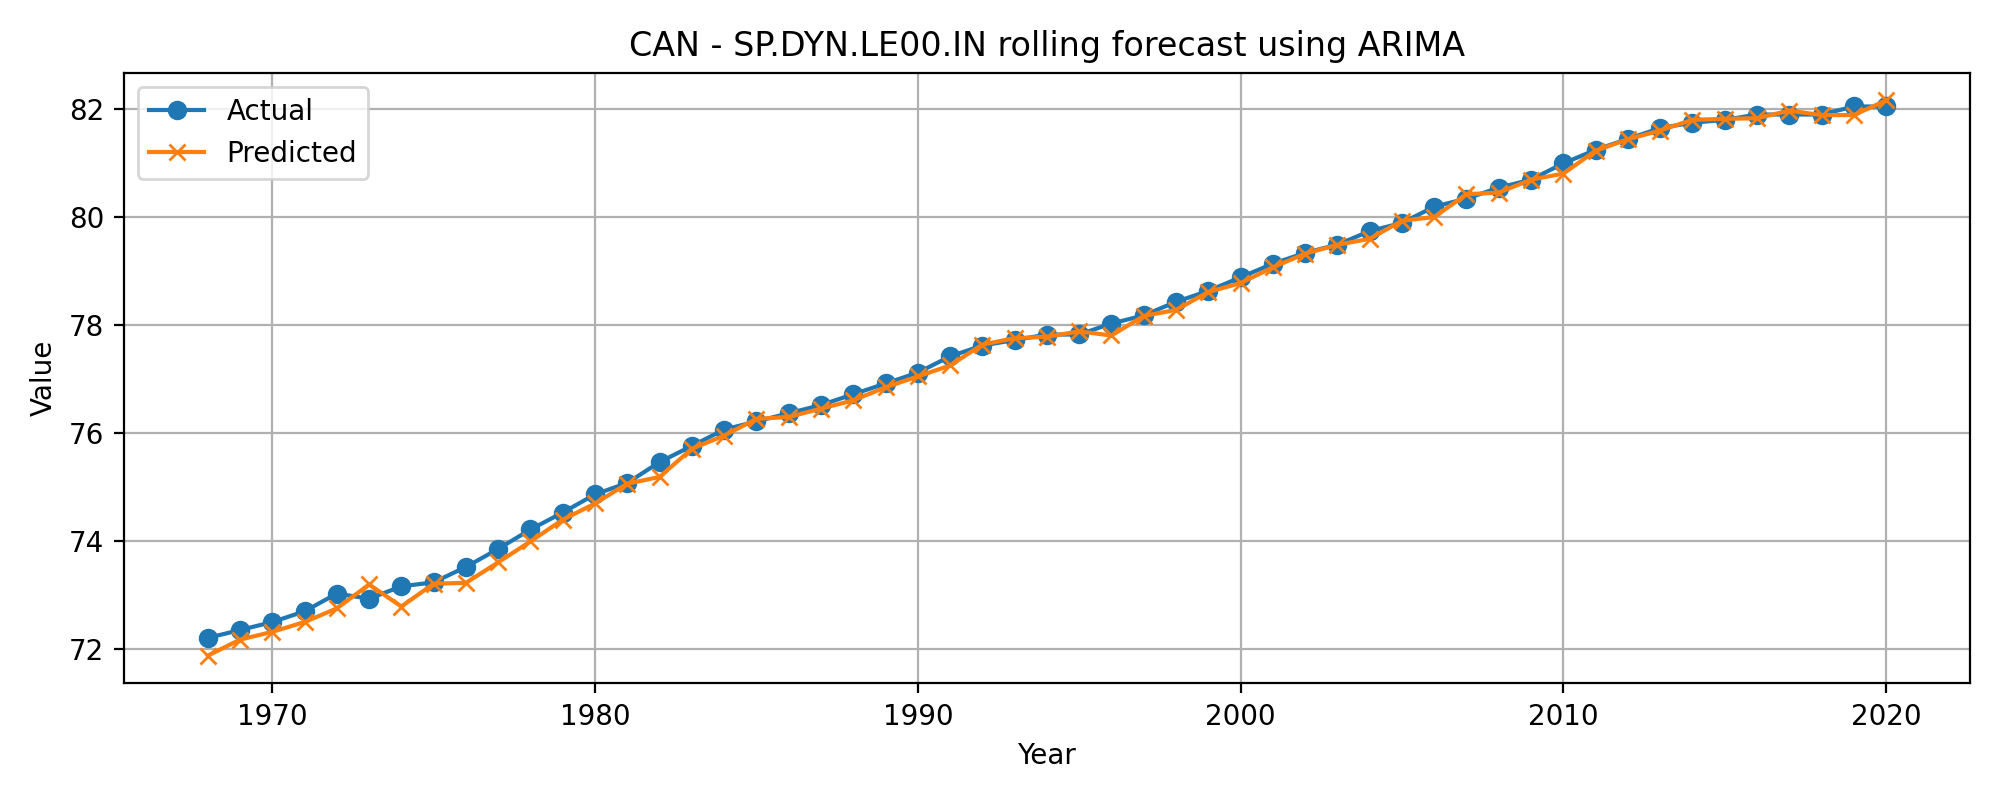 CAN - SP.DYN.LE00.IN rolling forecast using ARIMA
Actual
Predicted
82
80
78
76
74
72
Value
1970 1980 1990 2000 2010 2020
Year